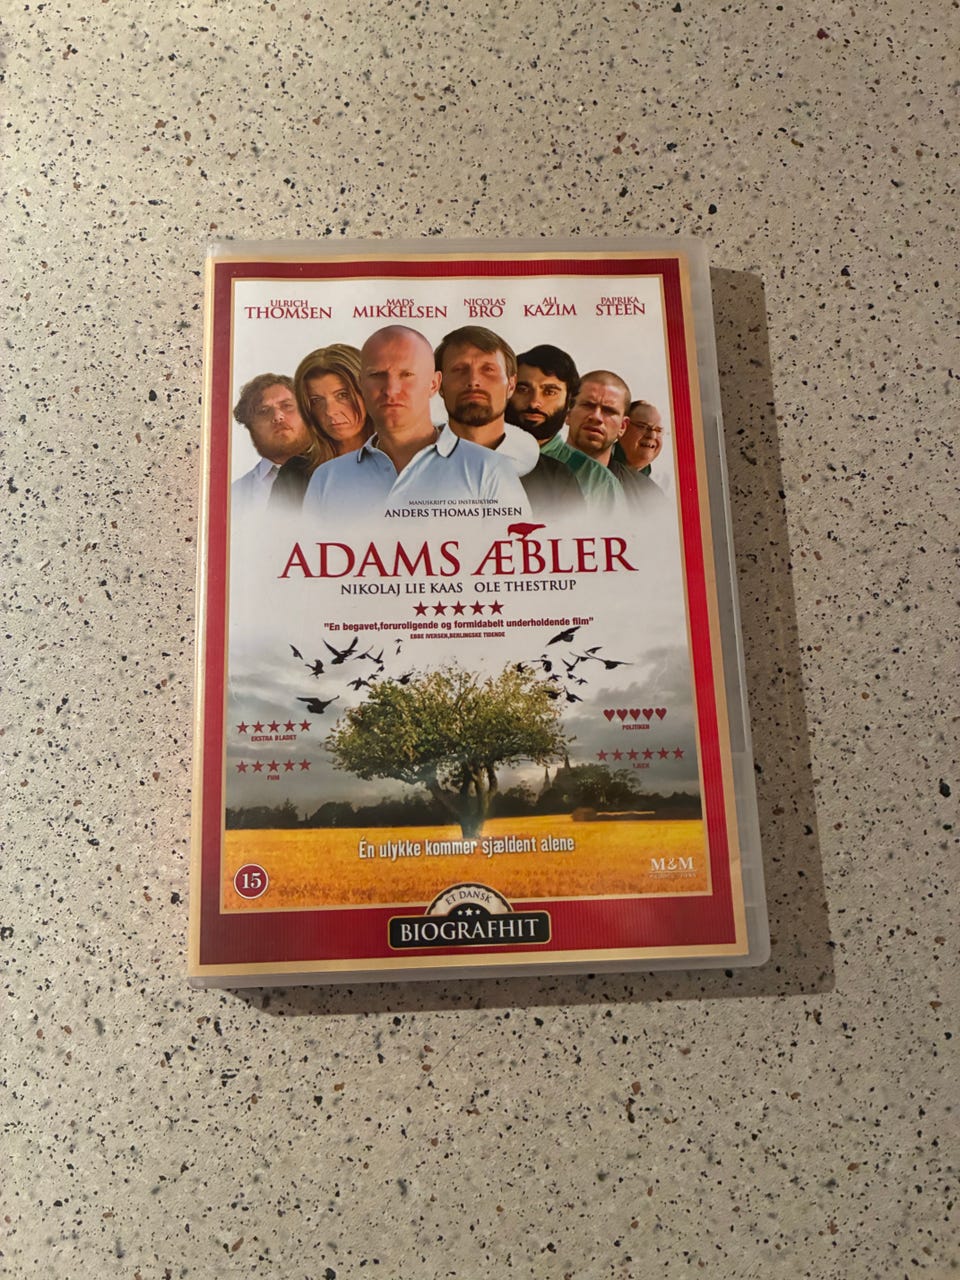 ULRICH THOMSEN
MADS MIKKELSEN
NICOLAS BRO
ALI KAZIM
PAPRIKA STEEN
MANUSKRIPT OG INSTRUKTION
ANDERS THOMAS JENSEN
ADAMS ÆBLER
NIKOLAJ LIE KAAS OLE THESTRUP
★★★★★
"En begavet,foruroligende og formidabelt underholdende film"
EBBE IVERSEN,BERLINGSKE TIDENDE
★★★★★
EKSTRA BLADET
♥♥♥♥♥
POLITIKEN
★★★★★
FHM
★★★★★★
Én ulykke kommer sjældent alene
15
M&M
ET DANSK
★★★
BIOGRAFHIT